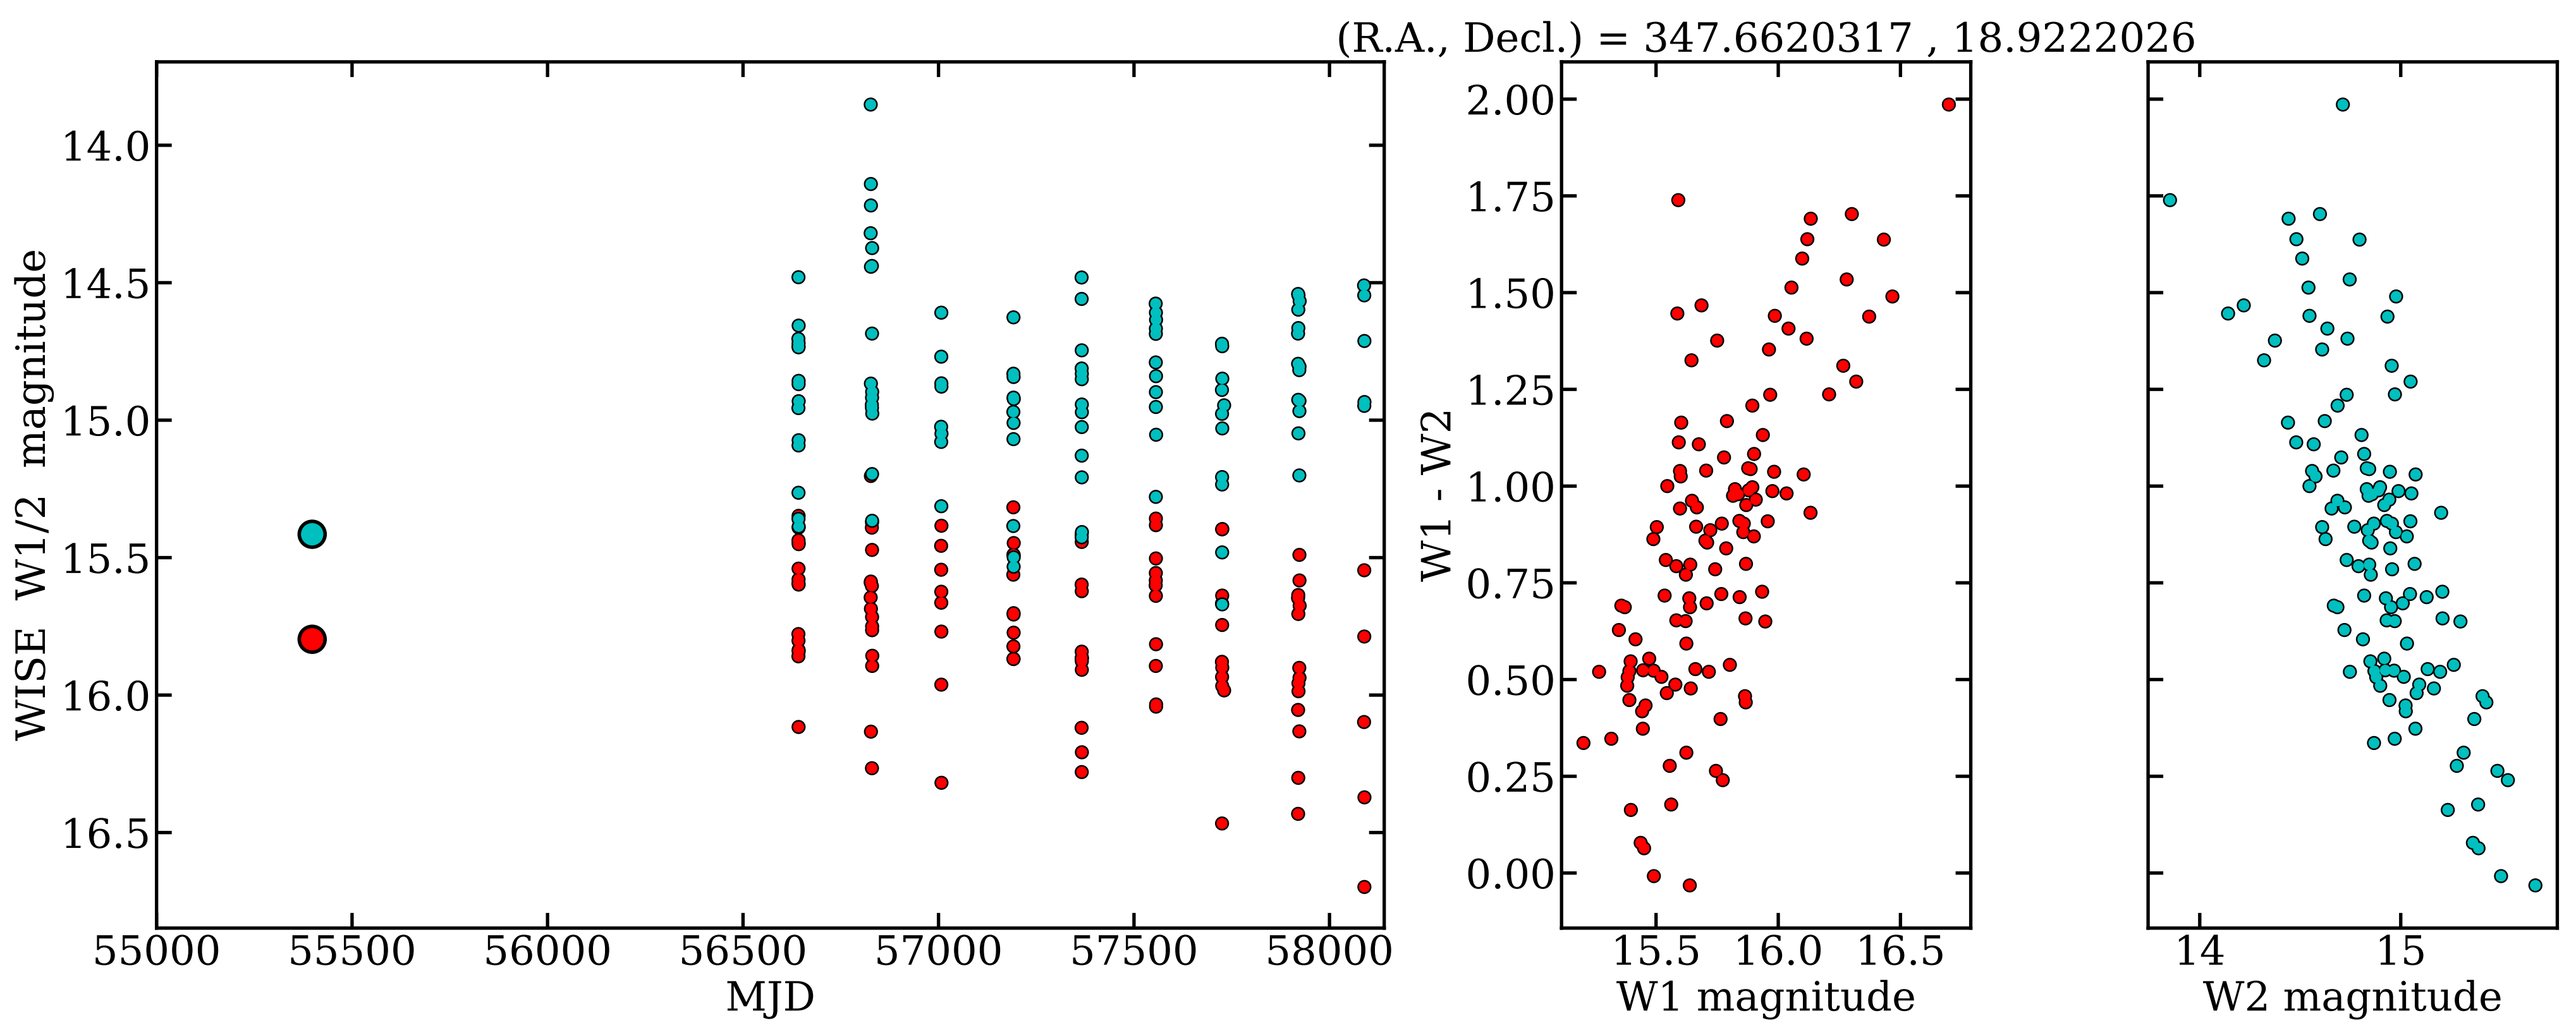 (R.A., Decl.) = 347.6620317 , 18.9222026
WISE W1/2 magnitude
14.0
14.5
15.0
15.5
16.0
16.5
55000 55500 56000 56500 57000 57500 58000
MJD
W1 - W2
2.00
1.75
1.50
1.25
1.00
0.75
0.50
0.25
0.00
15.5 16.0 16.5
W1 magnitude
14 15
W2 magnitude